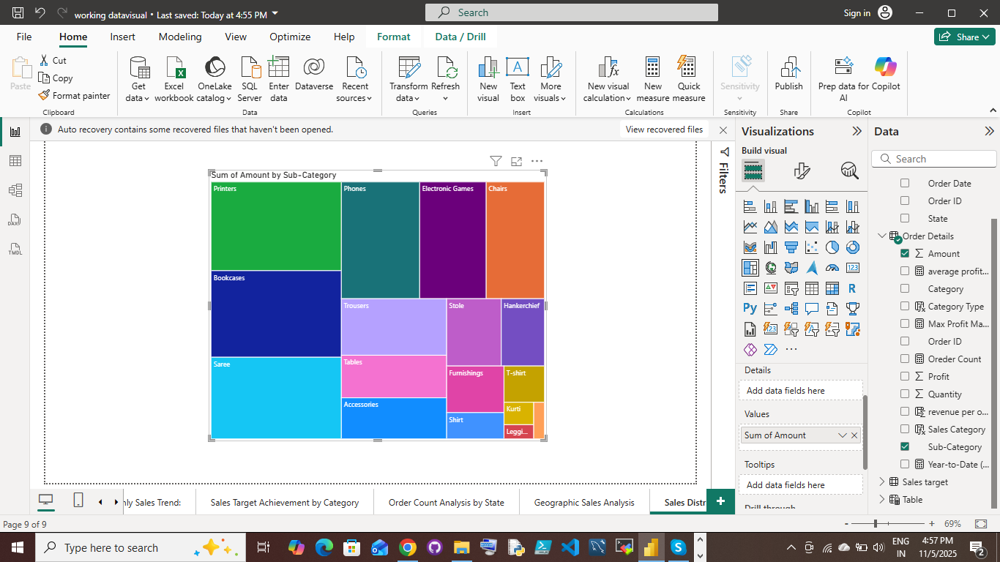 working datavisual • Last saved: Today at 4:55 PM
Search
Sign in
File
Home
Insert
Modeling
View
Optimize
Help
Format
Data / Drill
Share
Paste
Cut
Copy
Format painter
Clipboard
Get data
Excel workbook
OneLake catalog
SQL Server
Enter data
Dataverse
Recent sources
Data
Transform data
Refresh
Queries
New visual
Text box
More visuals
Insert
New visual calculation
New measure
Quick measure
Calculations
Sensitivity
Sensitivity
Publish
Share
Prep data for AI
Copilot
Copilot
Auto recovery contains some recovered files that haven't been opened.
View recovered files
Sum of Amount by Sub-Category
Printers
Phones
Electronic Games
Chairs
Bookcases
Trousers
Stole
Hankerchief
Saree
Tables
Furnishings
T-shirt
Accessories
Kurti
Shirt
Leggi...
Filters
Visualizations
Build visual
123
R
Py
123
Details
Add data fields here
Values
Sum of Amount
Tooltips
Add data fields here
Drill through
Data
Search
Order Date
Order ID
State
Order Details
Amount
average profit...
Category
Category Type
Max Profit Ma...
Order ID
Oreder Count
Profit
Quantity
revenue per o...
Sales Category
Sub-Category
Year-to-Date (...
Sales target
Table
DAX
TMDL
nly Sales Trend:
Sales Target Achievement by Category
Order Count Analysis by State
Geographic Sales Analysis
Sales Distr
Page 9 of 9
69%
Type here to search
ENG
IN
4:57 PM
11/5/2025
2